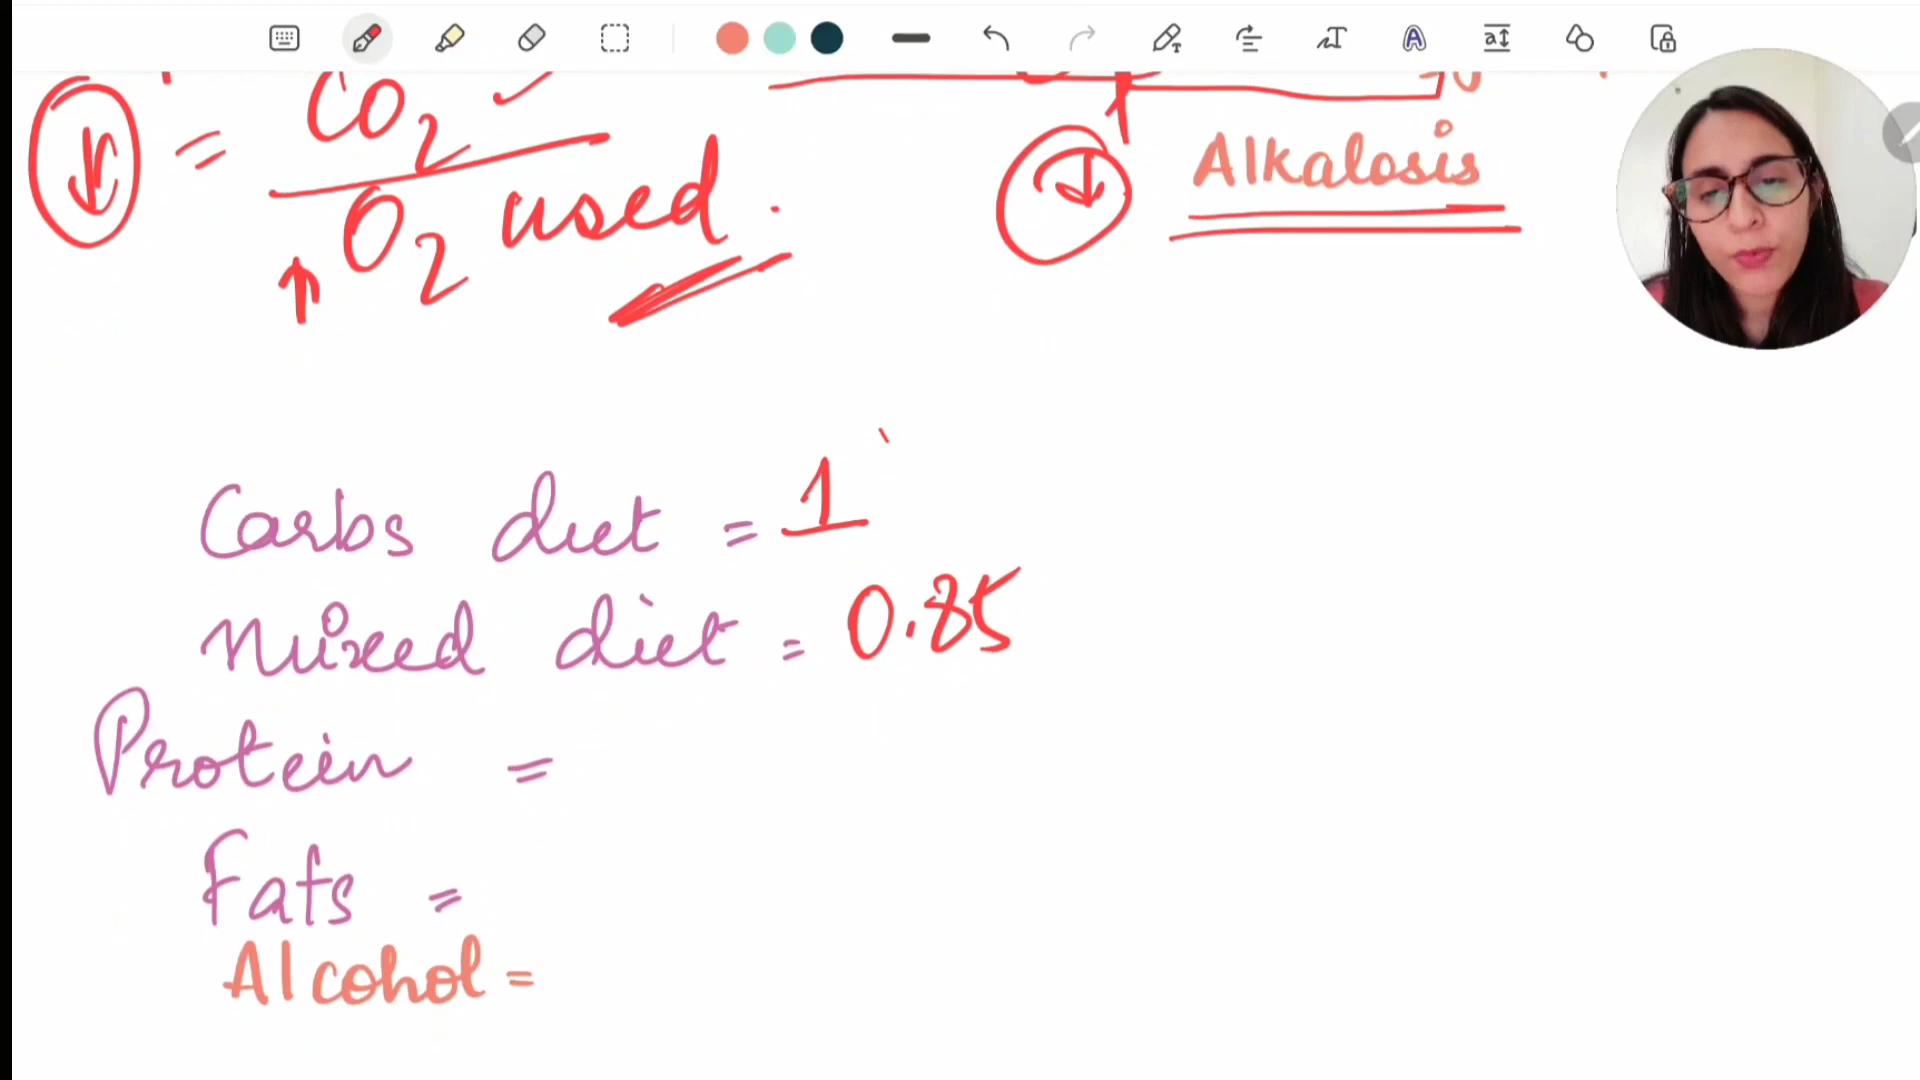 ↓ = CO2 ✓
↑ O2 used.
↓ Alkalosis
Carbs diet = 1
Mixed diet = 0.85
Protein =
Fats =
Alcohol =